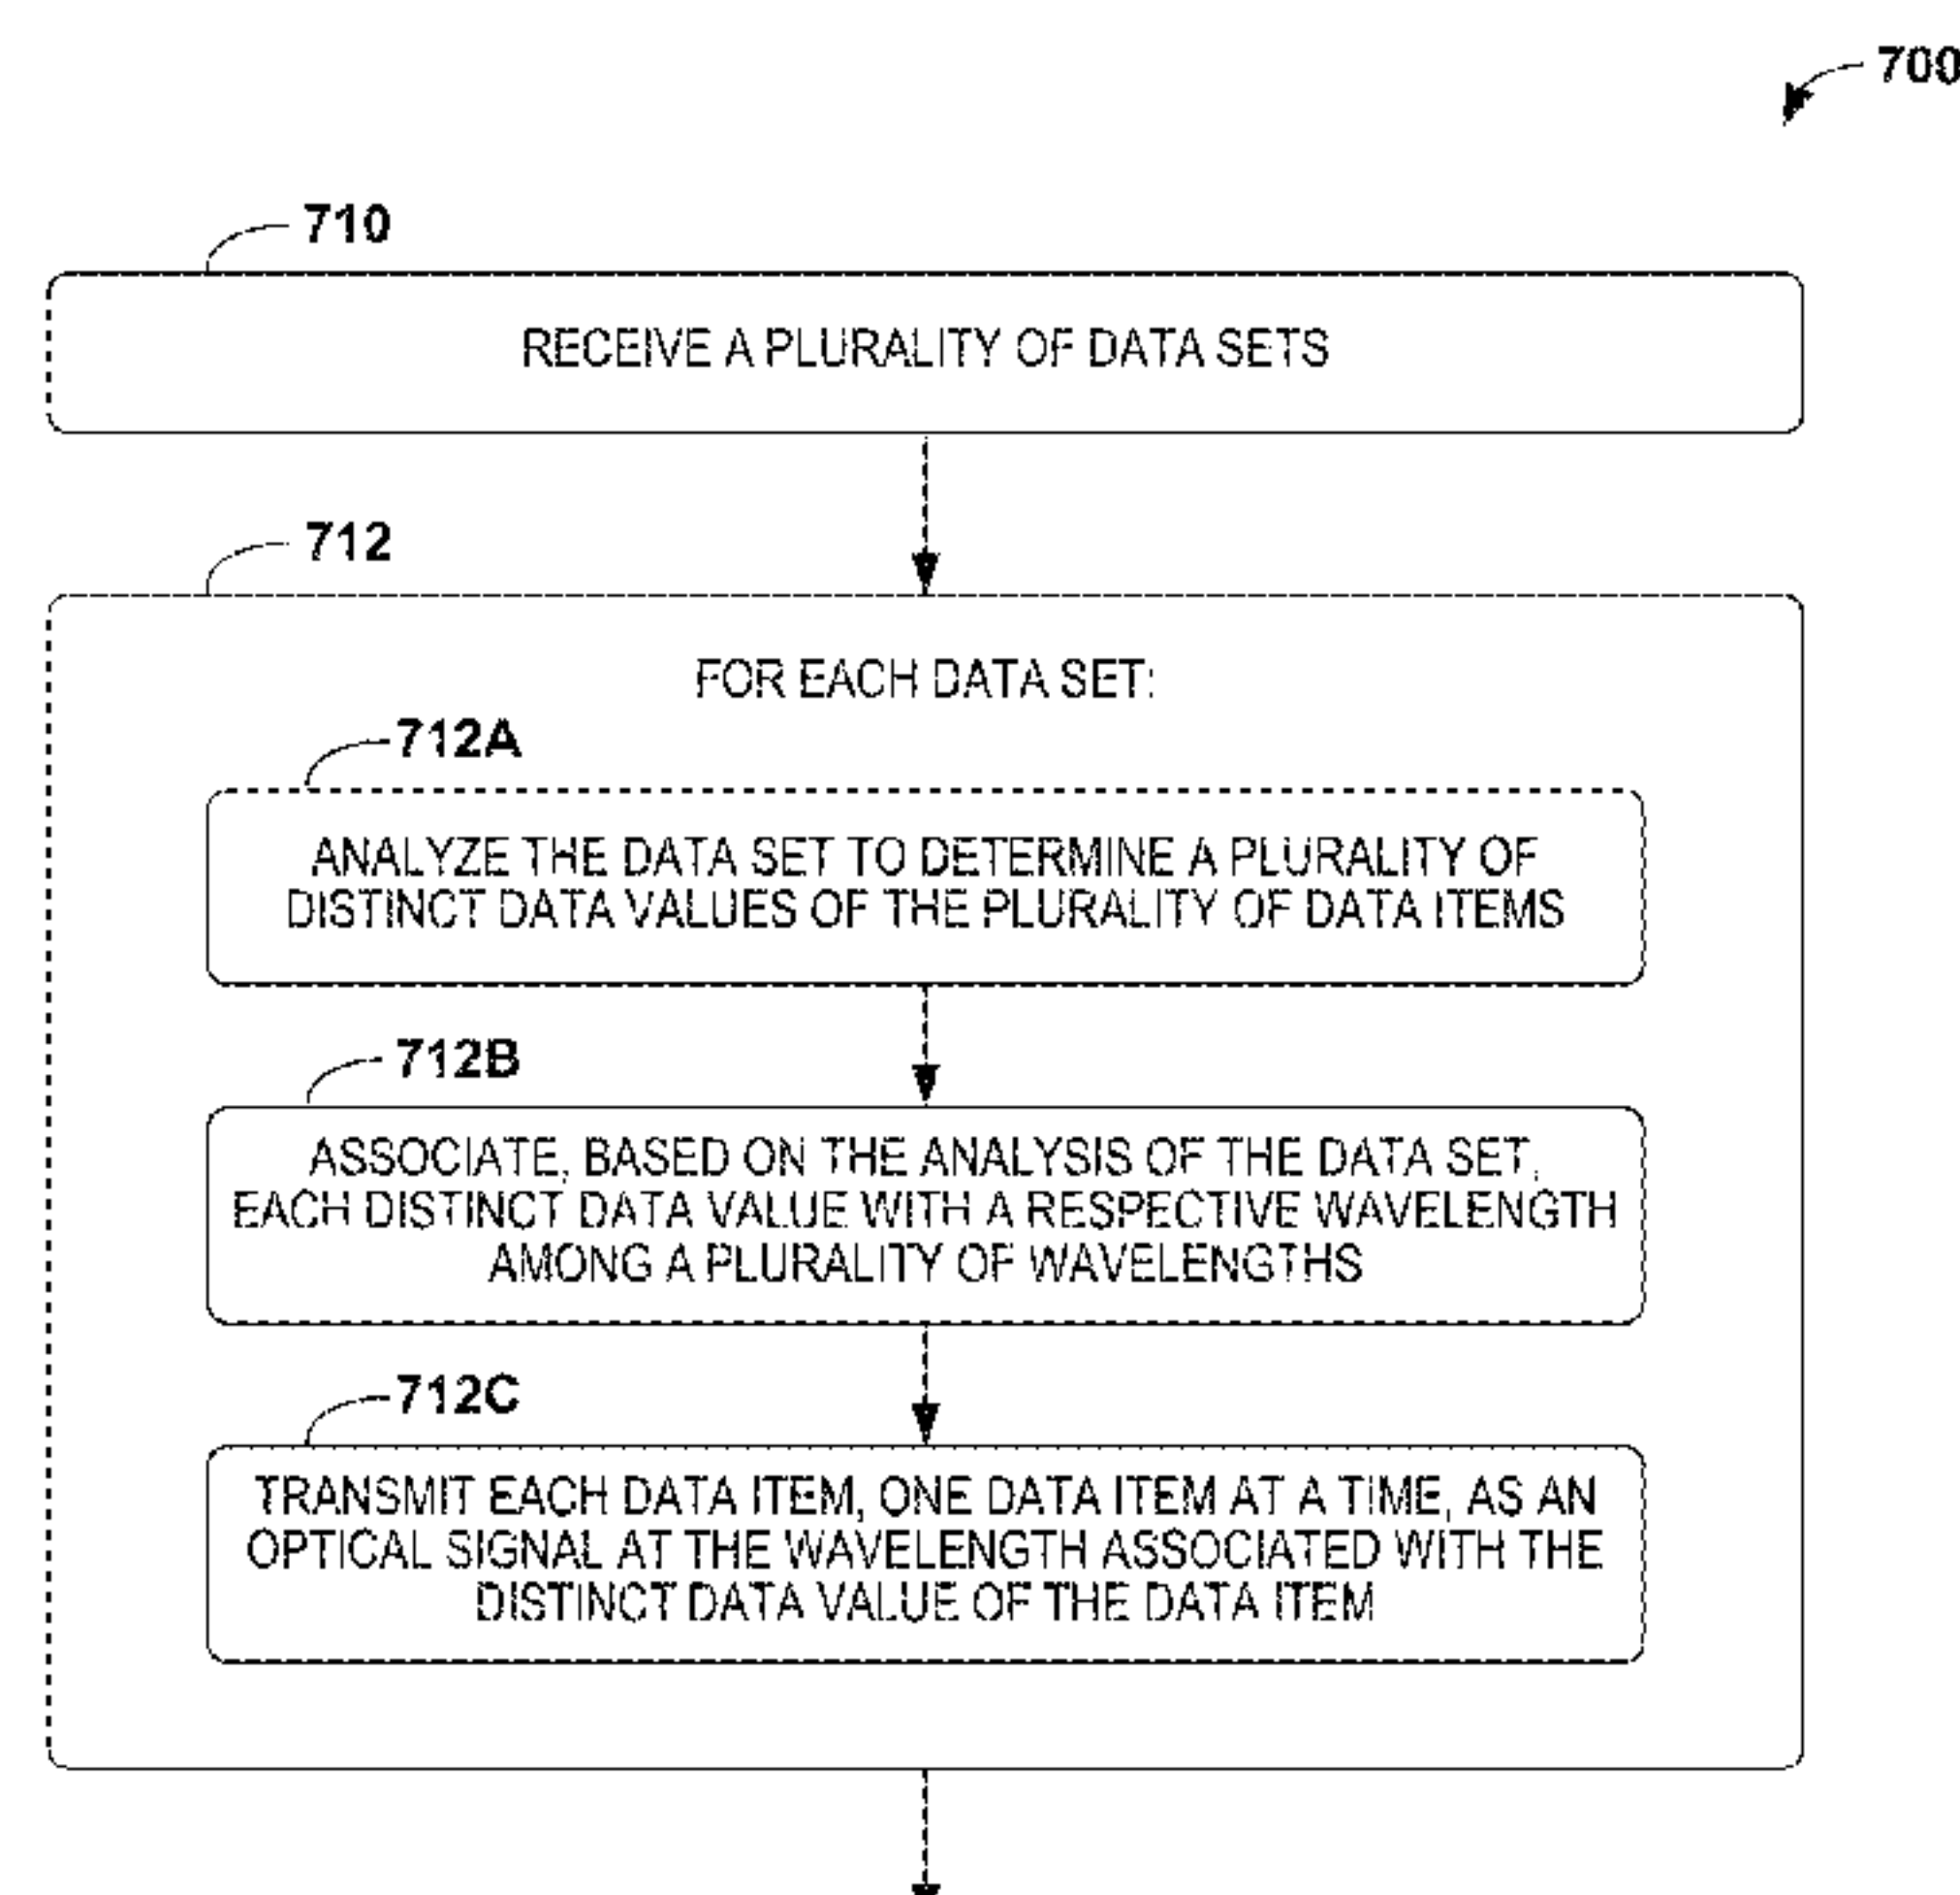 700
710
RECEIVE A PLURALITY OF DATA SETS
712
FOR EACH DATA SET:
712A
ANALYZE THE DATA SET TO DETERMINE A PLURALITY OF
DISTINCT DATA VALUES OF THE PLURALITY OF DATA ITEMS
712B
ASSOCIATE, BASED ON THE ANALYSIS OF THE DATA SET,
EACH DISTINCT DATA VALUE WITH A RESPECTIVE WAVELENGTH
AMONG A PLURALITY OF WAVELENGTHS
712C
TRANSMIT EACH DATA ITEM, ONE DATA ITEM AT A TIME, AS AN
OPTICAL SIGNAL AT THE WAVELENGTH ASSOCIATED WITH THE
DISTINCT DATA VALUE OF THE DATA ITEM